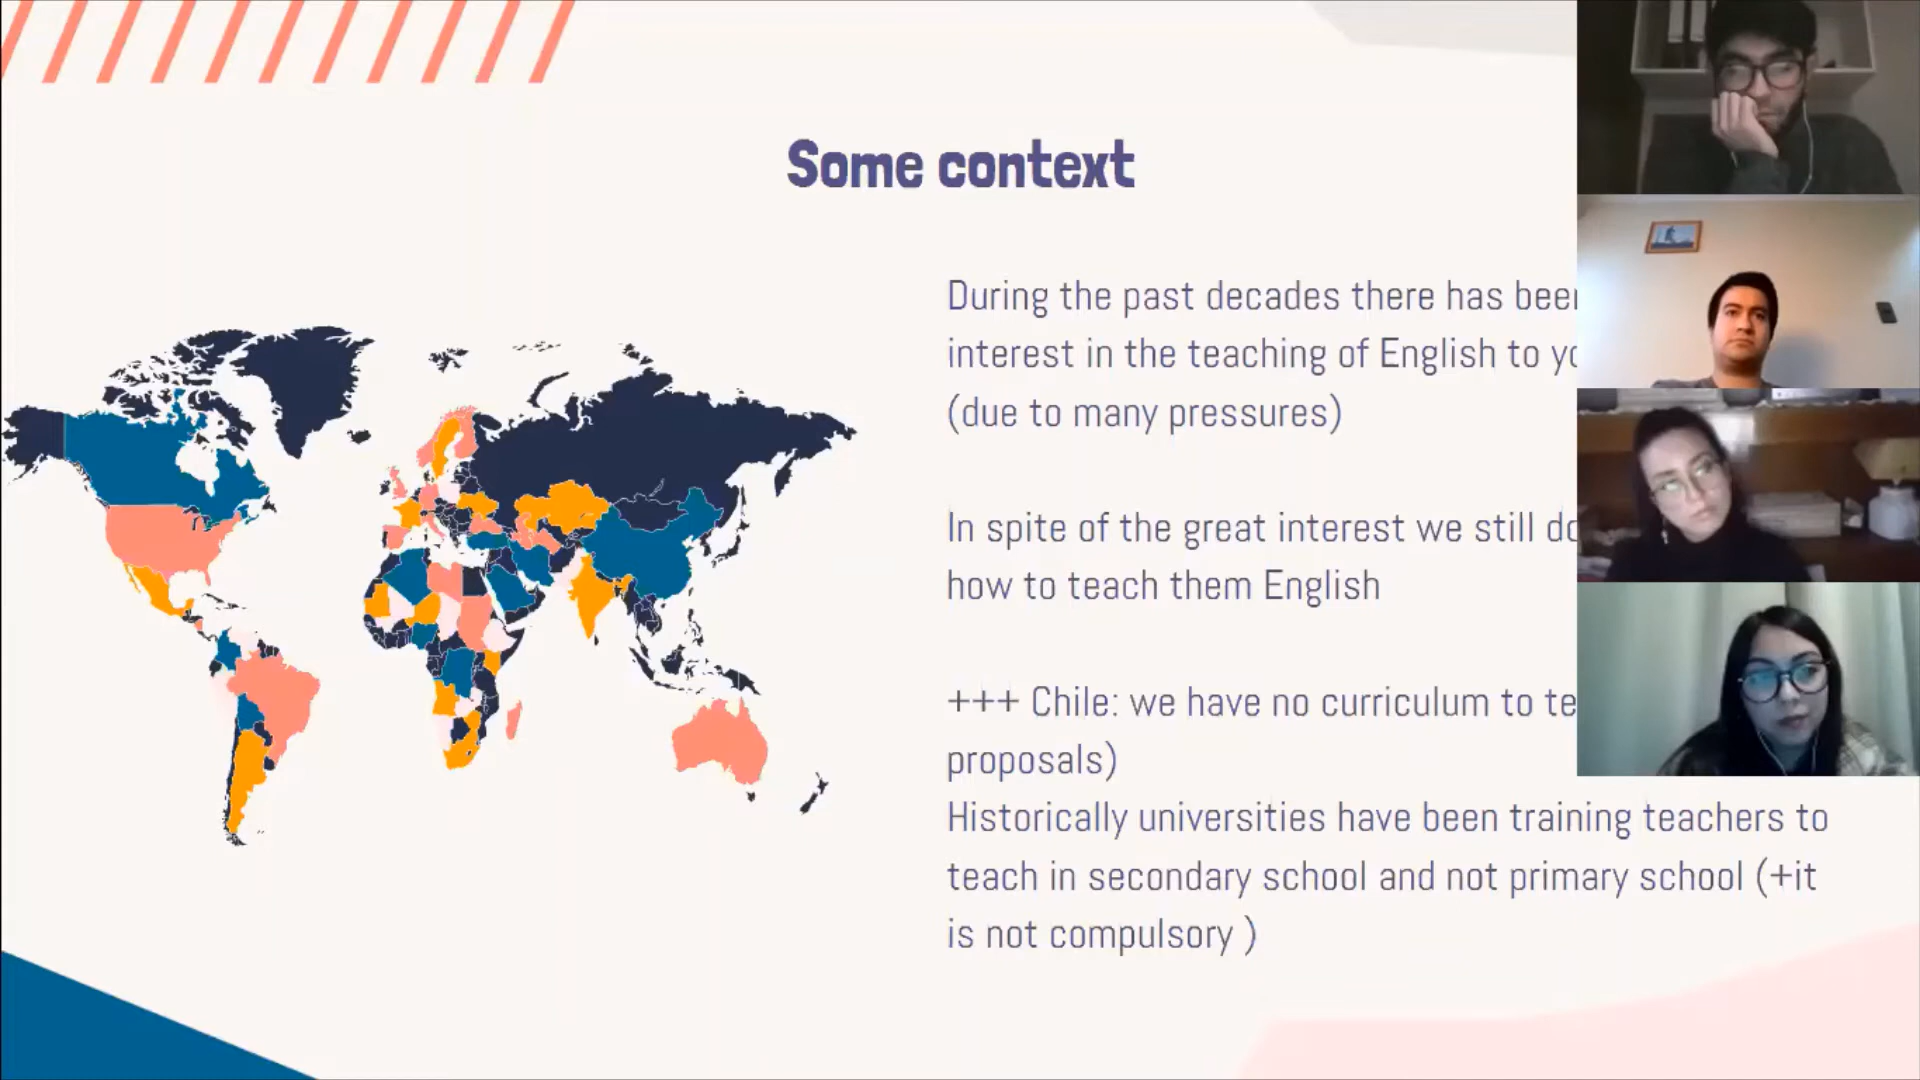 Some context
During the past decades there has been
interest in the teaching of English to
(due to many pressures)
In spite of the great interest we still
how to teach them English
+++ Chile: we have no curriculum to
proposals)
Historically universities have been training teachers to
teach in secondary school and not primary school (+it
is not compulsory )